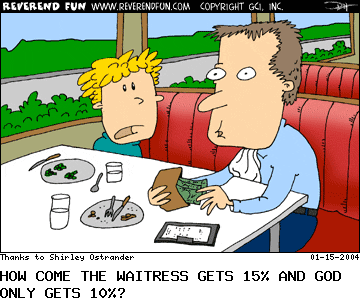 REVEREND FUN WWW.REVERENDFUN.COM COPYRIGHT GCI, INC.
Thanks to Shirley Ostrander 01-15-2004
HOW COME THE WAITRESS GETS 15% AND GOD
ONLY GETS 10%?